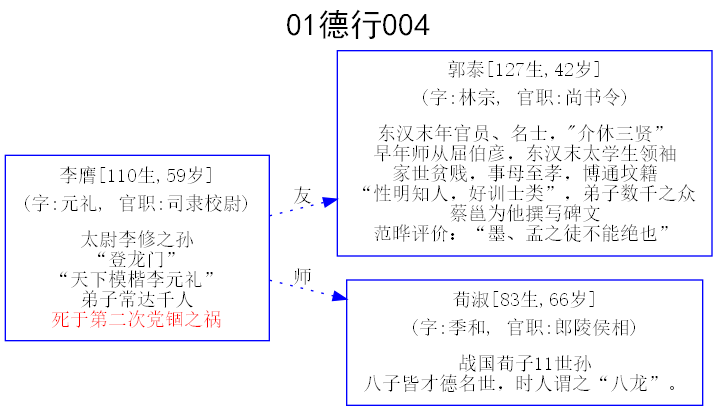 01德行004
郭泰[127生,42岁]
(字:林宗, 官职:尚书令)
东汉末年官员、名士，"介休三贤”
早年师从屈伯彦，东汉末太学生领袖
家世贫贱，事母至孝，博通坟籍
“性明知人，好训士类”，弟子数千之众
蔡邕为他撰写碑文
范晔评价：“墨、孟之徒不能绝也”
李膺[110生,59岁]
(字:元礼, 官职:司隶校尉)
太尉李修之孙
“登龙门”
“天下模楷李元礼”
弟子常达千人
死于第二次党锢之祸
友
师
荀淑[83生,66岁]
(字:季和, 官职:郎陵侯相)
战国荀子11世孙
八子皆才德名世，时人谓之“八龙”。